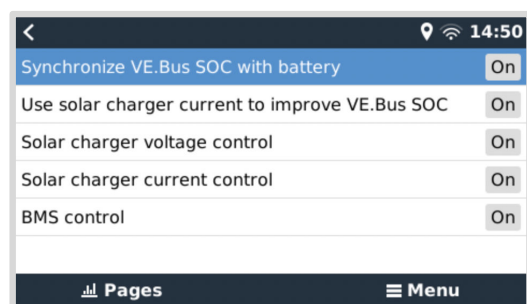 14:50
Synchronize VE.Bus SOC with battery On
Use solar charger current to improve VE.Bus SOC On
Solar charger voltage control On
Solar charger current control On
BMS control On
Pages Menu